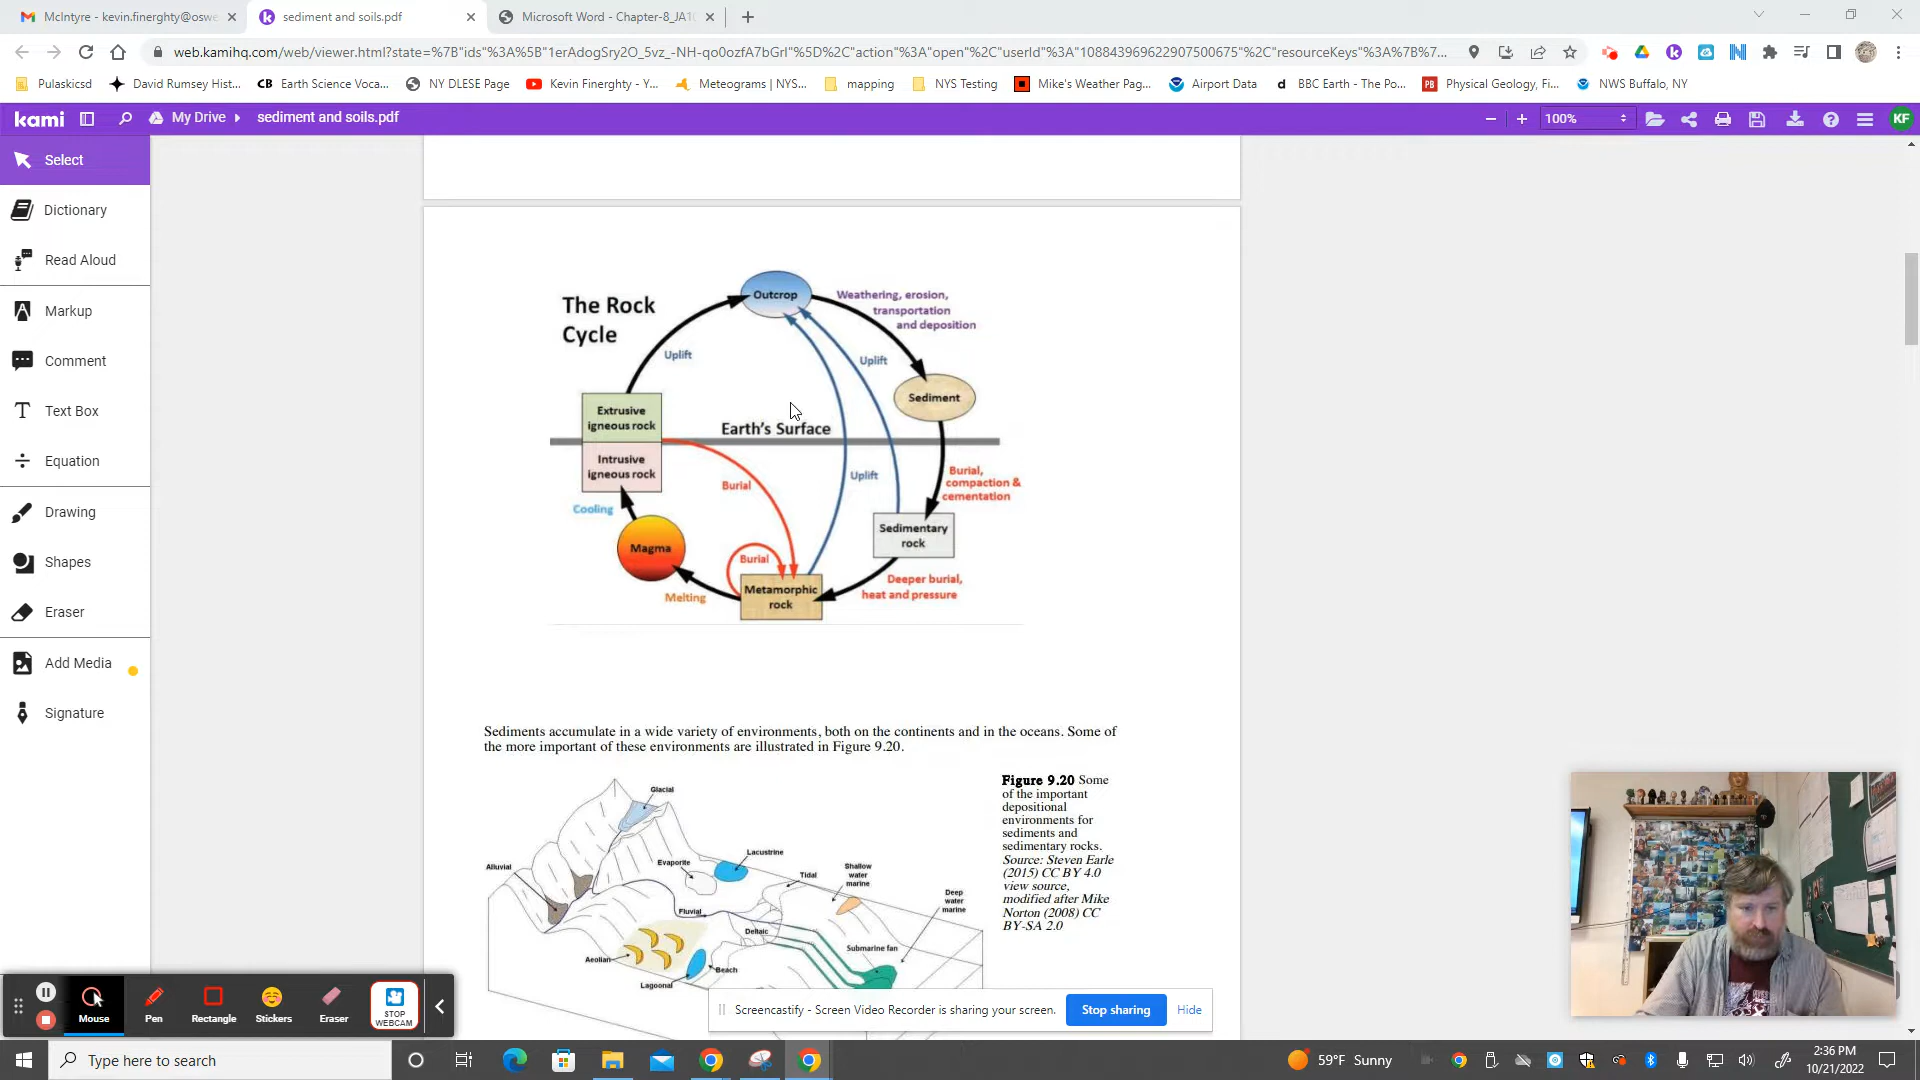 McIntyre - kevin.finerghty@oswe
sediment and soils.pdf
Microsoft Word - Chapter-8_JA1
web.kamihq.com/web/viewer.html?state=%7B"ids"%3A%5B"1erAdogSry2O_5vz_-NH-qo0ozfA7bGrI"%5D%2C"action"%3A"open"%2C"userId"%3A"108843969622907500675"%2C"resourceKeys"%3A%7B%7...
Pulaskicsd
David Rumsey Hist...
CB Earth Science Voca...
NY DLESE Page
Kevin Finerghty - Y...
Meteograms | NYS...
mapping
NYS Testing
Mike's Weather Pag...
Airport Data
d BBC Earth - The Po...
PB Physical Geology, Fi...
NWS Buffalo, NY
kami
My Drive
sediment and soils.pdf
100%
KF
Select
Dictionary
Read Aloud
Markup
Comment
Text Box
Equation
Drawing
Shapes
Eraser
Add Media
Signature
The Rock
Cycle
Outcrop
Weathering, erosion,
transportation
and deposition
Uplift
Uplift
Sediment
Extrusive
igneous rock
Earth's Surface
Intrusive
igneous rock
Burial
Uplift
Burial,
compaction &
cementation
Cooling
Sedimentary
rock
Magma
Burial
Deeper burial,
heat and pressure
Melting
Metamorphic
rock
Sediments accumulate in a wide variety of environments, both on the continents and in the oceans. Some of
the more important of these environments are illustrated in Figure 9.20.
Glacial
Alluvial
Evaporite
Lacustrine
Tidal
Shallow
water
marine
Deep
water
marine
Fluvial
Deltaic
Submarine fan
Aeolian
Beach
Lagoonal
Figure 9.20 Some
of the important
depositional
environments for
sediments and
sedimentary rocks.
Source: Steven Earle
(2015) CC BY 4.0
view source,
modified after Mike
Norton (2008) CC
BY-SA 2.0
Mouse
Pen
Rectangle
Stickers
Eraser
STOP
WEBCAM
Screencastify - Screen Video Recorder is sharing your screen.
Stop sharing
Hide
Type here to search
59°F Sunny
2:36 PM
10/21/2022